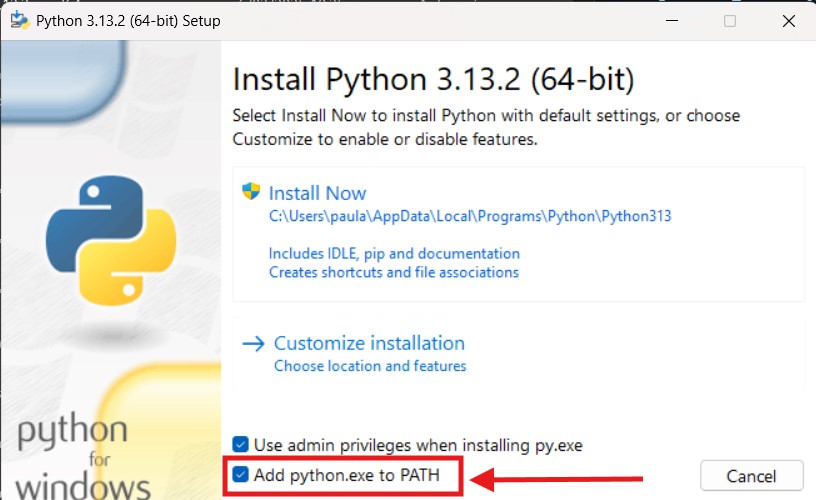 Python 3.13.2 (64-bit) Setup
Install Python 3.13.2 (64-bit)
Select Install Now to install Python with default settings, or choose
Customize to enable or disable features.
Install Now
C:\Users\paula\AppData\Local\Programs\Python\Python313
Includes IDLE, pip and documentation
Creates shortcuts and file associations
Customize installation
Choose location and features
python
for
windows
Use admin privileges when installing py.exe
Add python.exe to PATH
Cancel